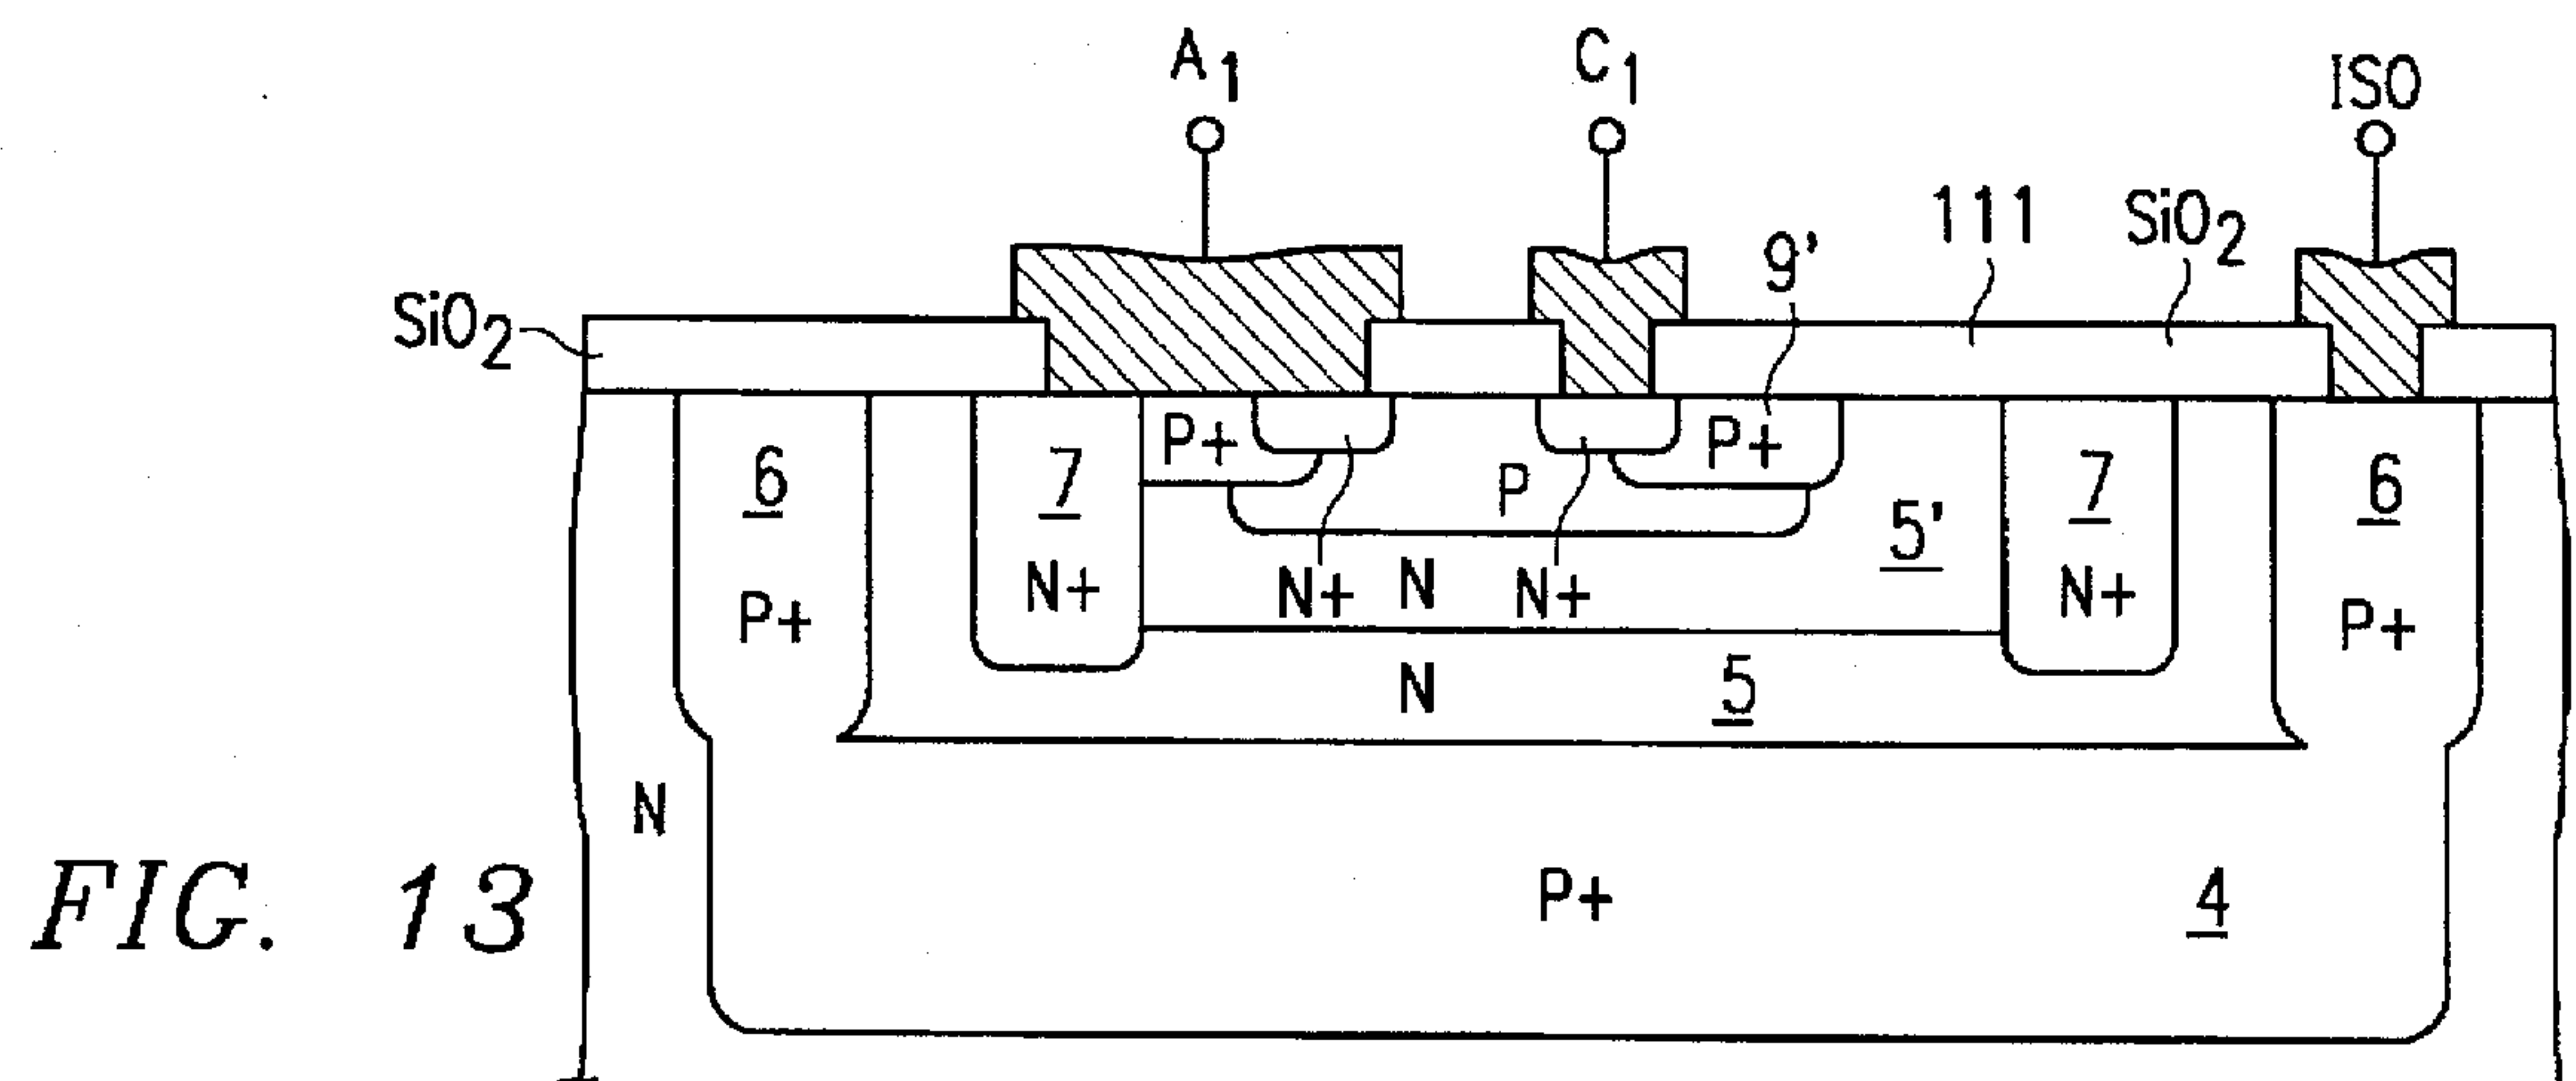 A1
C1
ISO
111
SiO2
9'
SiO2
P+
P+
6
7
P
7
6
5'
N+
N+
N
N+
N+
P+
P+
N
5
N
P+
4
FIG. 13